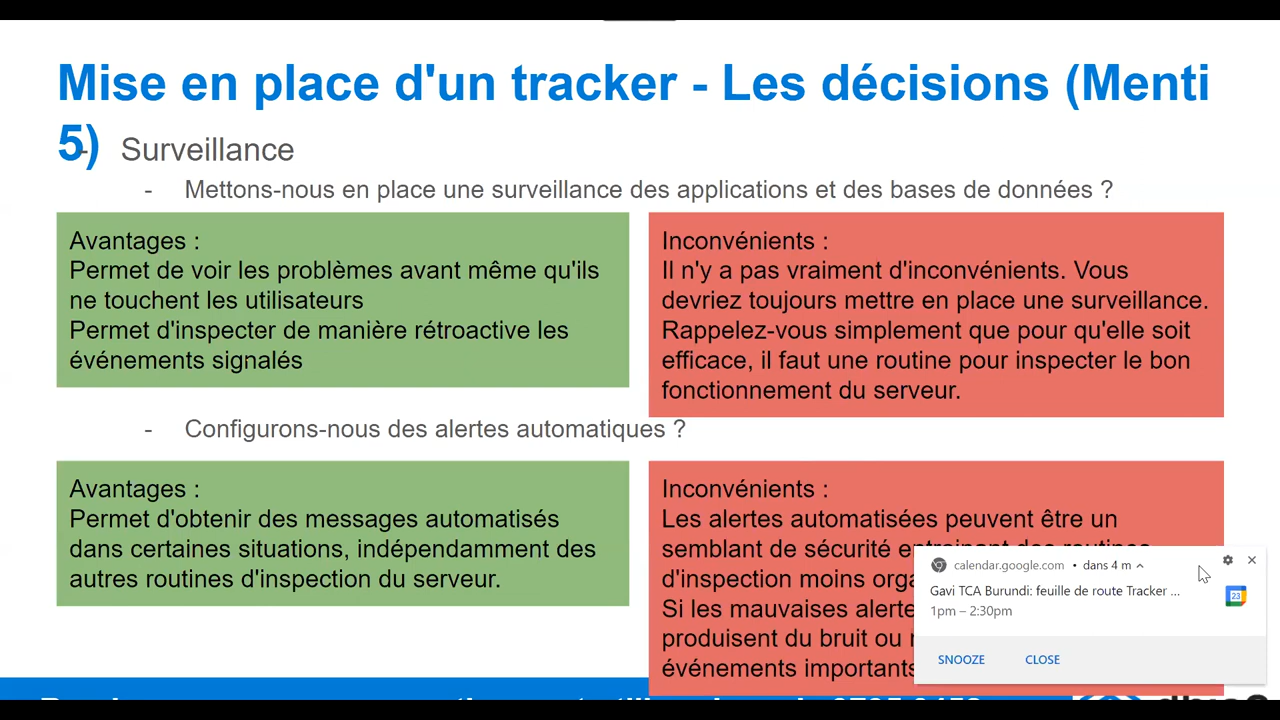 Mise en place d'un tracker - Les décisions (Menti
5)
- Surveillance
- Mettons-nous en place une surveillance des applications et des bases de données ?
Avantages :
Permet de voir les problèmes avant même qu'ils
ne touchent les utilisateurs
Permet d'inspecter de manière rétroactive les
événements signalés
Inconvénients :
Il n'y a pas vraiment d'inconvénients. Vous
devriez toujours mettre en place une surveillance.
Rappelez-vous simplement que pour qu'elle soit
efficace, il faut une routine pour inspecter le bon
fonctionnement du serveur.
- Configurons-nous des alertes automatiques ?
Avantages :
Permet d'obtenir des messages automatisés
dans certaines situations, indépendamment des
autres routines d'inspection du serveur.
Inconvénients :
Les alertes automatisées peuvent être un
semblant de sécurité
d'inspection moins
Si les mauvaises
produisent du bruit ou
événements importants
calendar.google.com • dans 4 m
Gavi TCA Burundi: feuille de route Tracker ...
1pm – 2:30pm
23
SNOOZE CLOSE